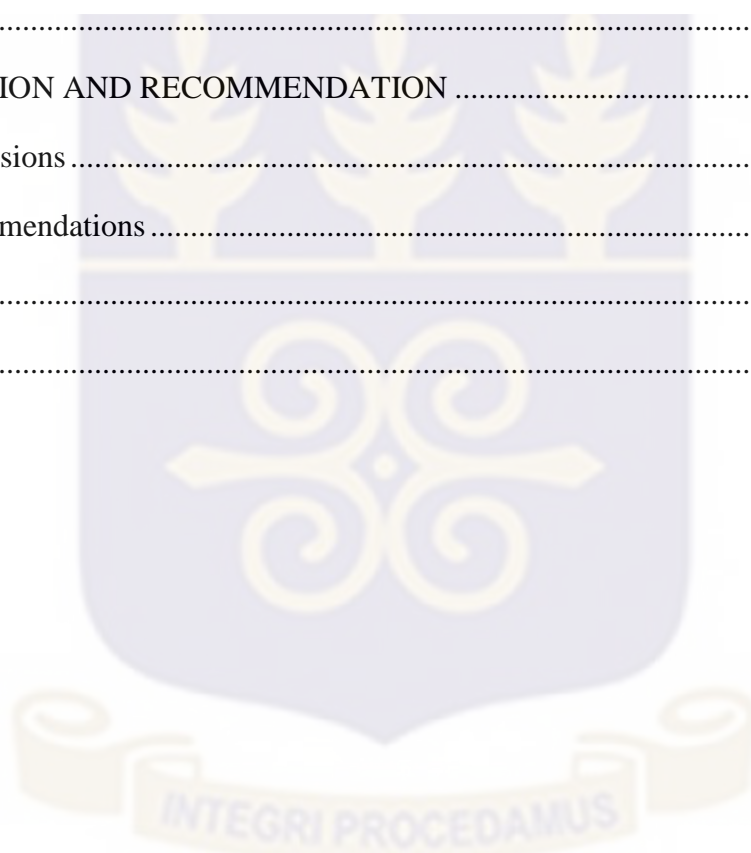 ...................................................................................................
ION AND RECOMMENDATION ........................................
sions ...............................................................................
mendations .....................................................................
...................................................................................................
...................................................................................................
INTEGRI PROCEDAMUS